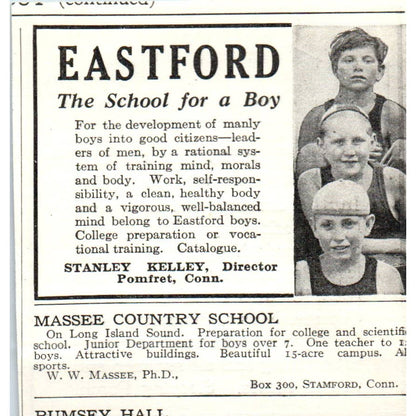 (continued)
EASTFORD
The School for a Boy
For the development of manly
boys into good citizens—lead-
ers of men, by a rational sys-
tem of training mind, morals
and body. Work, self-respon-
sibility, a clean, healthy body
and a vigorous, well-balanced
mind belong to Eastford boys.
College preparation or voca-
tional training. Catalogue.
STANLEY KELLEY, Director
Pomfret, Conn.
MASSEE COUNTRY SCHOOL
On Long Island Sound. Preparation for college and scientific
school. Junior Department for boys over 7. One teacher to
boys. Attractive buildings. Beautiful 15-acre campus.
sports.
W. W. MASSEE, Ph.D.,
Box 300, STAMFORD, Conn.
RUMSEY HALL